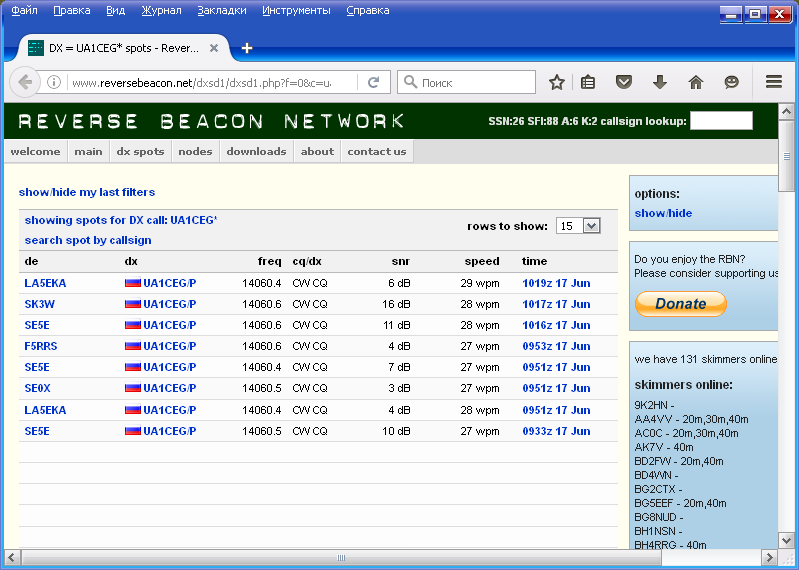 Файл Правка Вид Журнал Закладки Инструменты Справка
DX = UA1CEG* spots - Rever...
www.reversebeacon.net/dxsd1/dxsd1.php?f=0&c=u
Поиск
REVERSE BEACON NETWORK
SSN:26 SFI:88 A:6 K:2 callsign lookup:
welcome main dx spots nodes downloads about contact us
show/hide my last filters
showing spots for DX call: UA1CEG*
search spot by callsign
rows to show: 15
de dx freq cq/dx snr speed time
LA5EKA UA1CEG/P 14060.4 CW CQ 6 dB 29 wpm 1019z 17 Jun
SK3W UA1CEG/P 14060.6 CW CQ 16 dB 28 wpm 1017z 17 Jun
SE5E UA1CEG/P 14060.6 CW CQ 11 dB 28 wpm 1016z 17 Jun
F5RRS UA1CEG/P 14060.6 CW CQ 4 dB 27 wpm 0953z 17 Jun
SE5E UA1CEG/P 14060.4 CW CQ 7 dB 27 wpm 0951z 17 Jun
SE0X UA1CEG/P 14060.5 CW CQ 3 dB 27 wpm 0951z 17 Jun
LA5EKA UA1CEG/P 14060.4 CW CQ 4 dB 28 wpm 0951z 17 Jun
SE5E UA1CEG/P 14060.5 CW CQ 10 dB 27 wpm 0933z 17 Jun
options:
show/hide
Do you enjoy the RBN?
Please consider supporting us
Donate
we have 131 skimmers online
skimmers online:
9K2HN -
AA4VV - 20m,30m,40m
AC0C - 20m,30m,40m
AK7V - 40m
BD2FW - 20m,40m
BD4WN -
BG2CTX -
BG5EEF - 20m,40m
BG8NUD -
BH1NSN -
BH4RRG - 40m